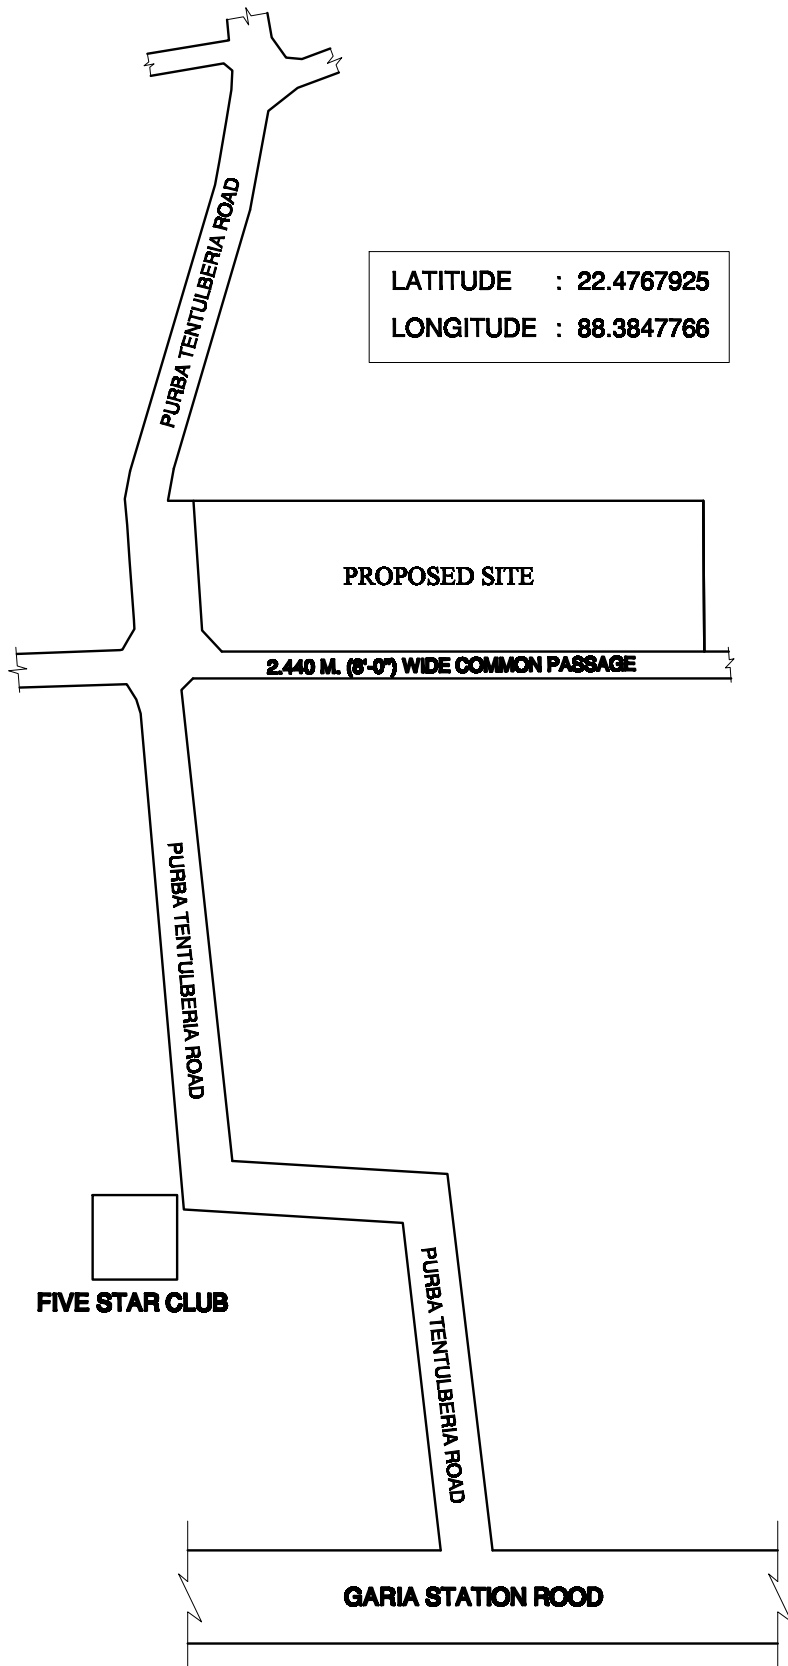 PURBA TENTULBERIA ROAD
LATITUDE : 22.4767925
LONGITUDE : 88.3847766
PROPOSED SITE
2.440 M. (8'-0") WIDE COMMON PASSAGE
PURBA TENTULBERIA ROAD
FIVE STAR CLUB
PURBA TENTULBERIA ROAD
GARIA STATION ROOD